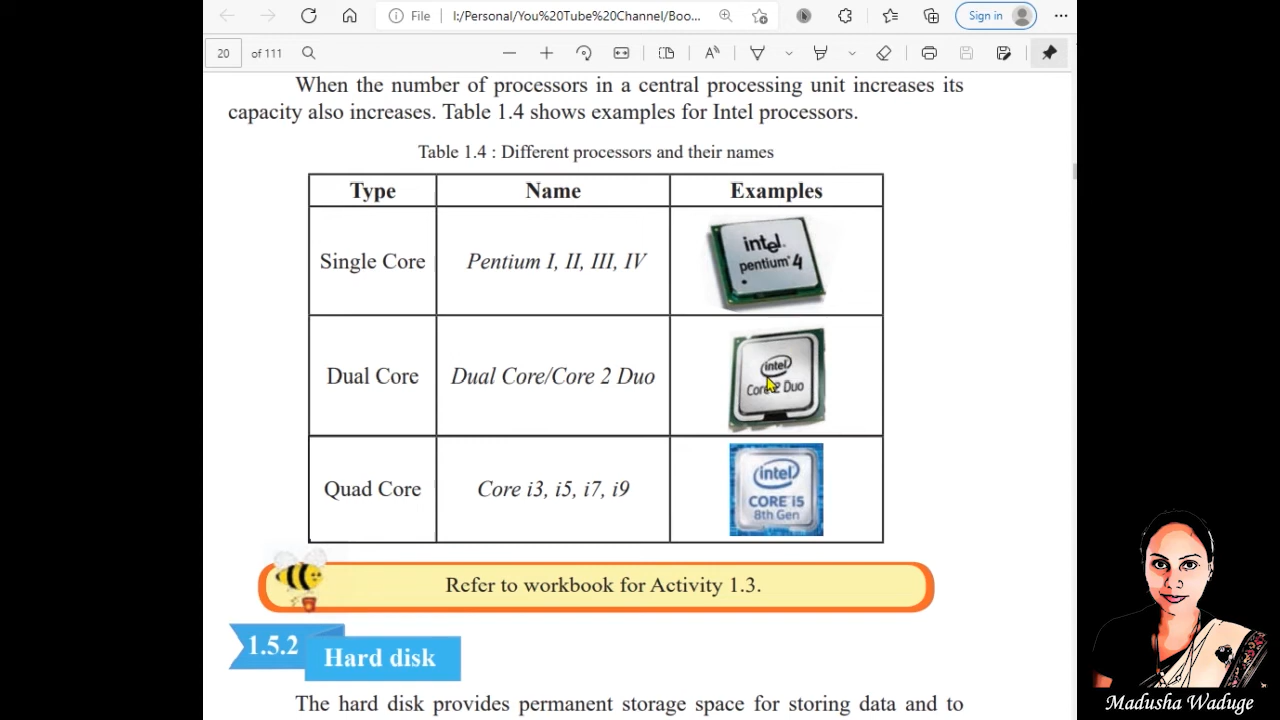 File
I:/Personal/You%20Tube%20Channel/Boo...
Sign in
20 of 111
When the number of processors in a central processing unit increases its
capacity also increases. Table 1.4 shows examples for Intel processors.
Table 1.4 : Different processors and their names
Type Name Examples
Single Core Pentium I, II, III, IV
intel.
pentium 4
Dual Core Dual Core/Core 2 Duo
intel
Core 2 Duo
Quad Core Core i3, i5, i7, i9
intel
CORE i5
8th Gen
Refer to workbook for Activity 1.3.
1.5.2
Hard disk
The hard disk provides permanent storage space for storing data and to
Madusha Waduge